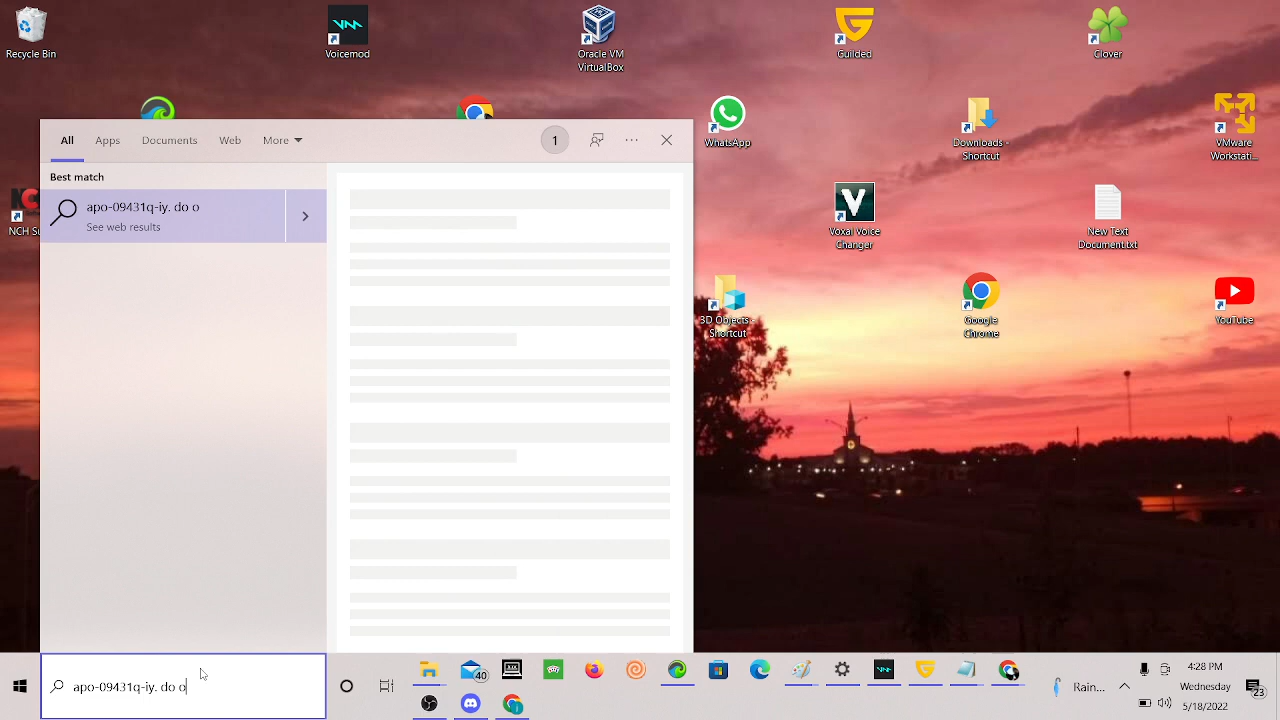 Recycle Bin
Voicemod
Oracle VM
VirtualBox
Guilded
Clover
WhatsApp
Downloads -
Shortcut
VMware
Workstati...
All
Apps
Documents
Web
More
1
Best match
apo-09431q-iy. do o
See web results
NCH Su
Voxal Voice
Changer
New Text
Document.txt
3D Objects -
Shortcut
Google
Chrome
YouTube
apo-09431q-iy. do o
40
Rain...
4:28 PM
Wednesday
5/18/2022
23